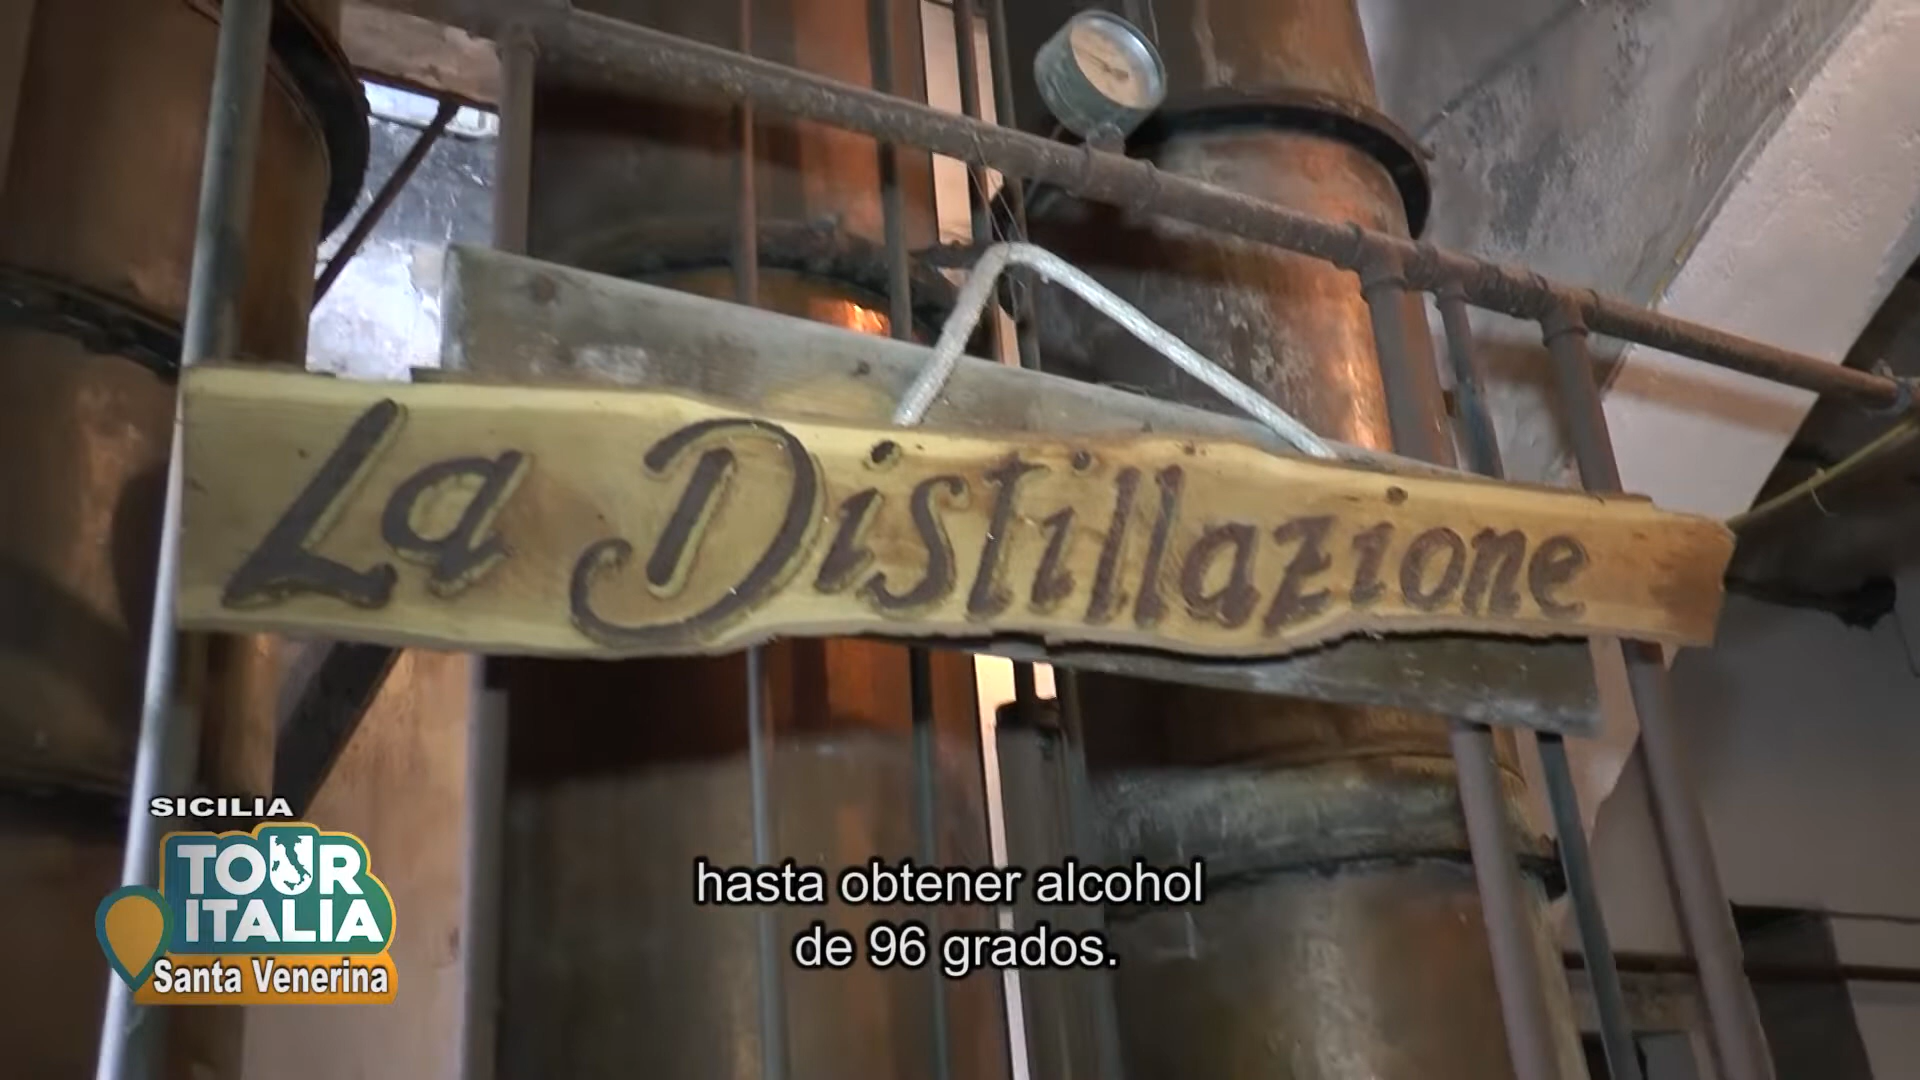 La Distillazione
SICILIA
TOUR
ITALIA
Santa Venerina
hasta obtener alcohol
de 96 grados.